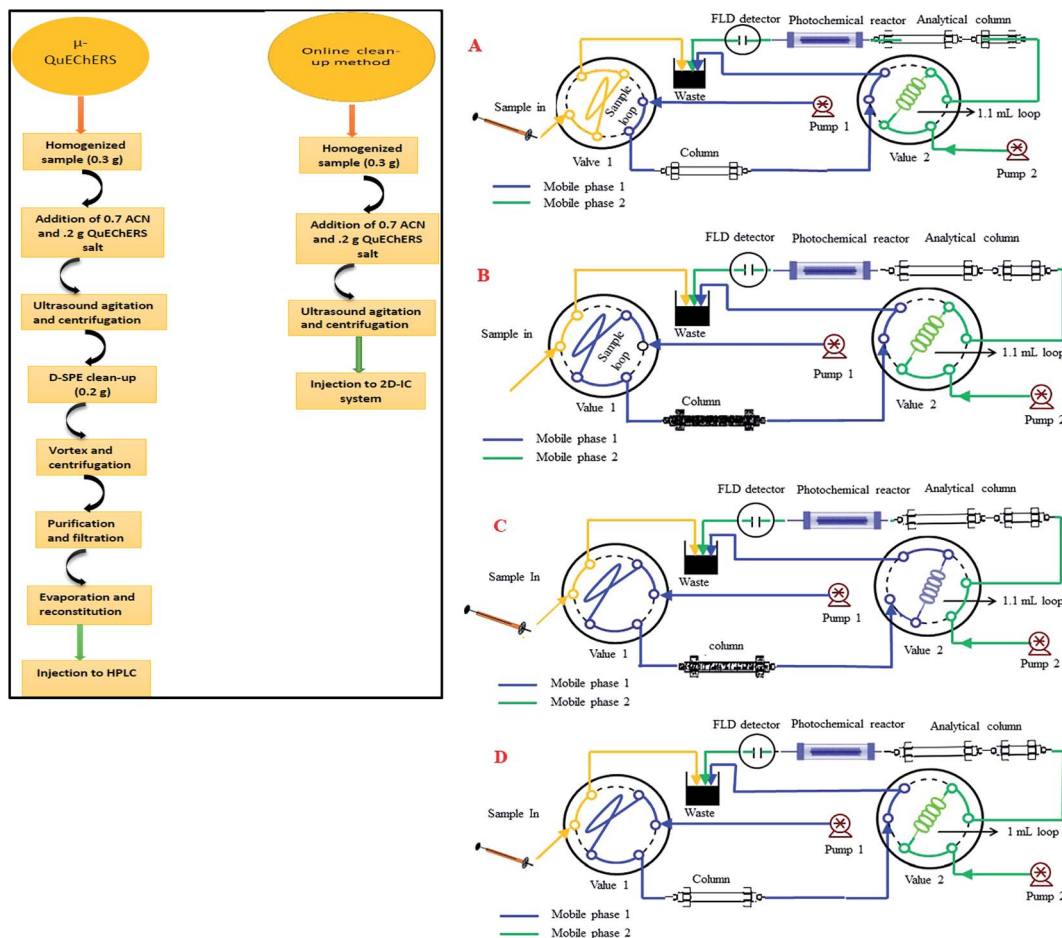 μ-
QuEChERS
Homogenized
sample (0.3 g)
Addition of 0.7 ACN
and .2 g QuEChERS
salt
Ultrasound agitation
and centrifugation
D-SPE clean-up
(0.2 g)
Vortex and
centrifugation
Purification
and filtration
Evaporation and
reconstitution
Injection to HPLC
Online clean-
up method
Homogenized
sample (0.3 g)
Addition of 0.7 ACN
and .2 g QuEChERS
salt
Ultrasound agitation
and centrifugation
Injection to 2D-lC
system
A
FLD detector
Photochemical reactor
Analytical column
Sample in
Sample
loop
Waste
Valve 1
Pump 1
Column
1.1 mL loop
Value 2
Pump 2
Mobile phase 1
Mobile phase 2
B
FLD detector
Photochemical reactor
Analytical column
Sample in
Sample
loop
Waste
Value 1
Pump 1
Column
1.1 mL loop
Value 2
Pump 2
Mobile phase 1
Mobile phase 2
C
FLD detector
Photochemical reactor
Analytical column
Sample In
Waste
Value 1
Pump 1
column
1.1 mL loop
Value 2
Pump 2
Mobile phase 1
Mobile phase 2
D
FLD detector
Photochemical reactor
Analytical column
Sample In
Waste
Value 1
Pump 1
Column
1 mL loop
Value 2
Pump 2
Mobile phase 1
Mobile phase 2